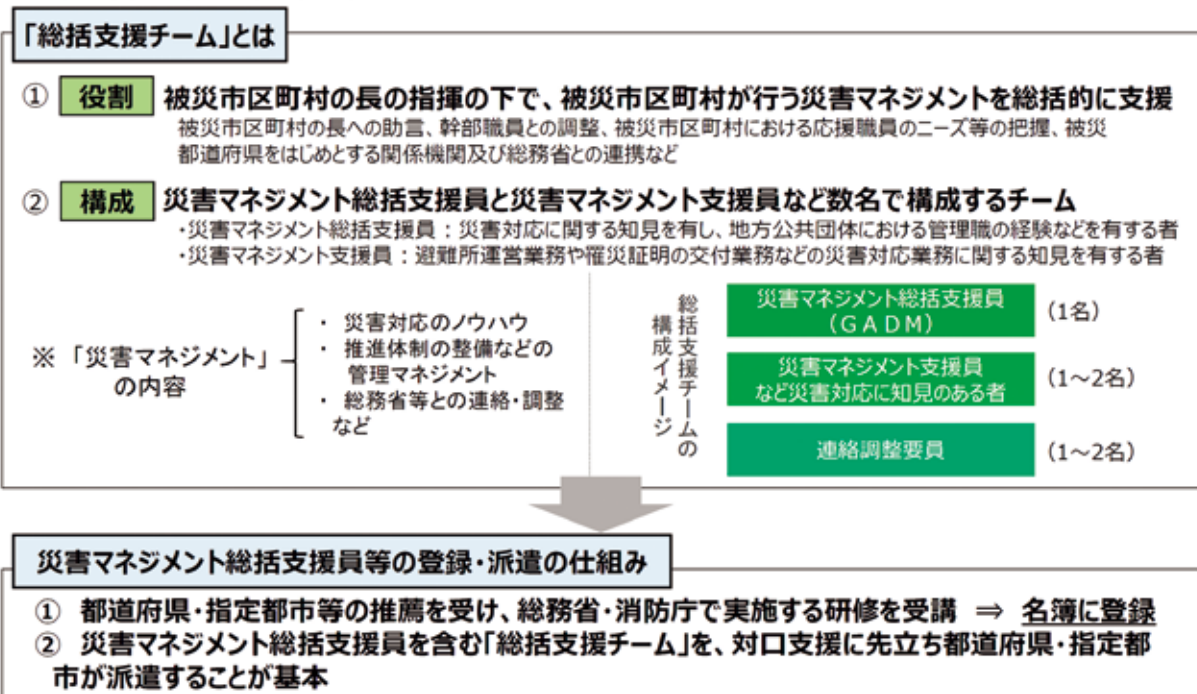 「総括支援チーム」とは
① 役割 被災市区町村の長の指揮の下で、被災市区町村が行う災害マネジメントを総括的に支援
被災市区町村の長への助言、幹部職員との調整、被災市区町村における応援職員のニーズ等の把握、被災
都道府県をはじめとする関係機関及び総務省との連携など
② 構成 災害マネジメント総括支援員と災害マネジメント支援員など数名で構成するチーム
・災害マネジメント総括支援員：災害対応に関する知見を有し、地方公共団体における管理職の経験などを有する者
・災害マネジメント支援員：避難所運営業務や罹災証明の交付業務などの災害対応業務に関する知見を有する者
※ 「災害マネジメント」
の内容
・ 災害対応のノウハウ
・ 推進体制の整備などの
管理マネジメント
・ 総務省等との連絡・調整
など
総括支援チームの
構成イメージ
災害マネジメント総括支援員
（ＧＡＤＭ）
（1名）
災害マネジメント支援員
など災害対応に知見のある者
（1～2名）
連絡調整要員
（1～2名）
災害マネジメント総括支援員等の登録・派遣の仕組み
① 都道府県・指定都市等の推薦を受け、総務省・消防庁で実施する研修を受講 ⇒ 名簿に登録
② 災害マネジメント総括支援員を含む「総括支援チーム」を、対口支援に先立ち都道府県・指定都
市が派遣することが基本